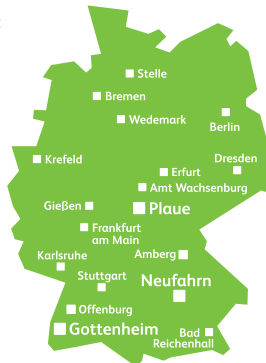 Stelle
Bremen
Wedemark
Berlin
Krefeld
Dresden
Erfurt
Amt Wachsenburg
Gießen
Plaue
Frankfurt
am Main
Karlsruhe
Amberg
Stuttgart
Neufahrn
Offenburg
Gottenheim
Bad
Reichenhall